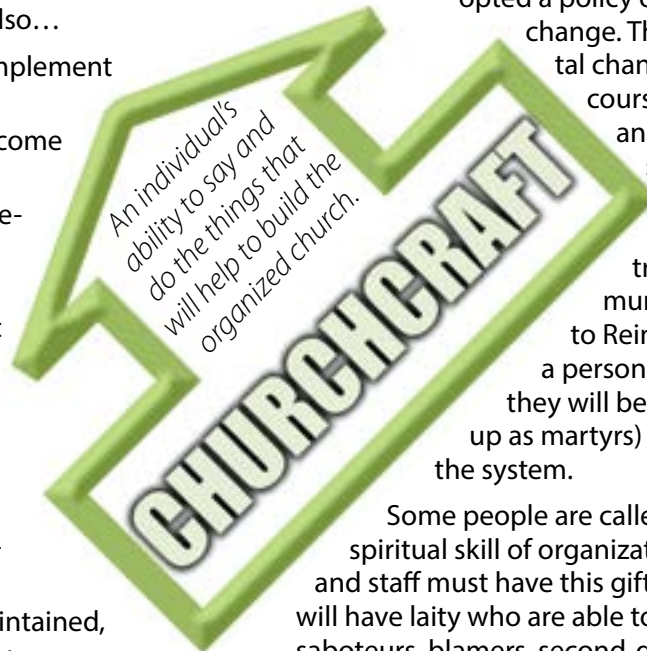 lso…
mplement
come
e-
intained,
An individual's
ability to say and
do the things that
will help to build the
organized church.
CHURCHCRAFT
opted a policy
change. Th
tal chan
cours
an
tr
mun
to Rein
a person
they will be
up as martyrs)
the system.
Some people are calle
spiritual skill of organizat
and staff must have this gift
will have laity who are able to
saboteurs, blamers, second